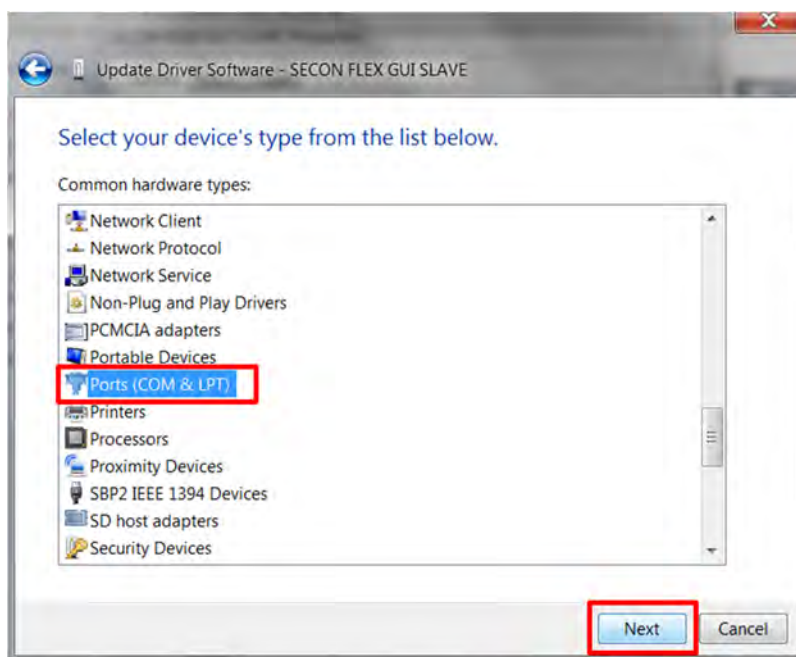 Update Driver Software - SECON FLEX GUI SLAVE
Select your device's type from the list below.
Common hardware types:
Network Client
Network Protocol
Network Service
Non-Plug and Play Drivers
PCMCIA adapters
Portable Devices
Ports (COM & LPT)
Printers
Processors
Proximity Devices
SBP2 IEEE 1394 Devices
SD host adapters
Security Devices
Next Cancel